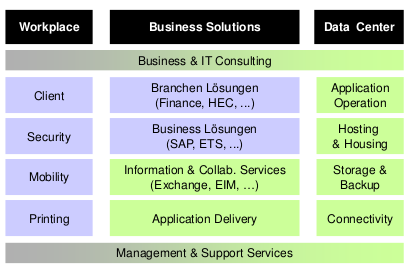 Workplace
Business Solutions
Data Center
Business & IT Consulting
Client
Branchen Lösungen
(Finance, HEC, ...)
Application
Operation
Security
Business Lösungen
(SAP, ETS, ...)
Hosting
& Housing
Mobility
Information & Collab. Services
(Exchange, EIM, ...)
Storage &
Backup
Printing
Application Delivery
Connectivity
Management & Support Services